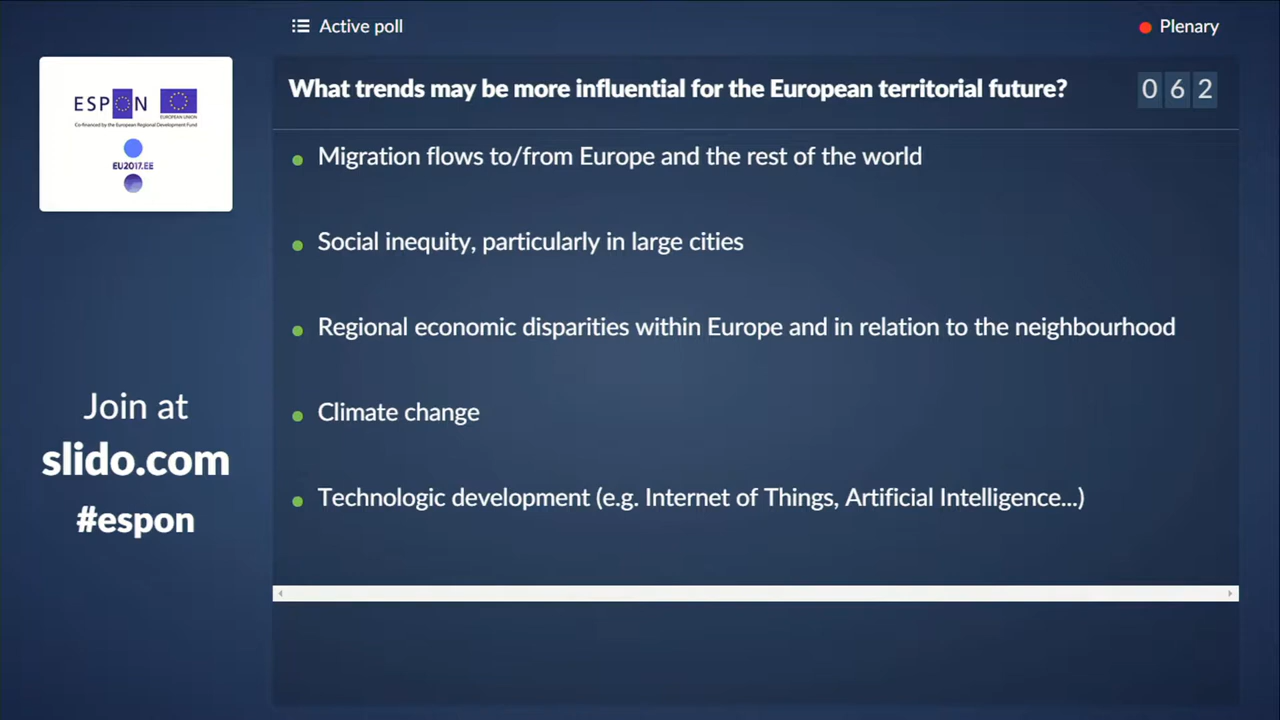 Active poll
Plenary
ESPON
EUROPEAN UNION
Co-financed by the European Regional Development Fund
EU2017.EE
What trends may be more influential for the European territorial future?
062
Migration flows to/from Europe and the rest of the world
Social inequity, particularly in large cities
Regional economic disparities within Europe and in relation to the neighbourhood
Climate change
Technologic development (e.g. Internet of Things, Artificial Intelligence...)
Join at
slido.com
#espon